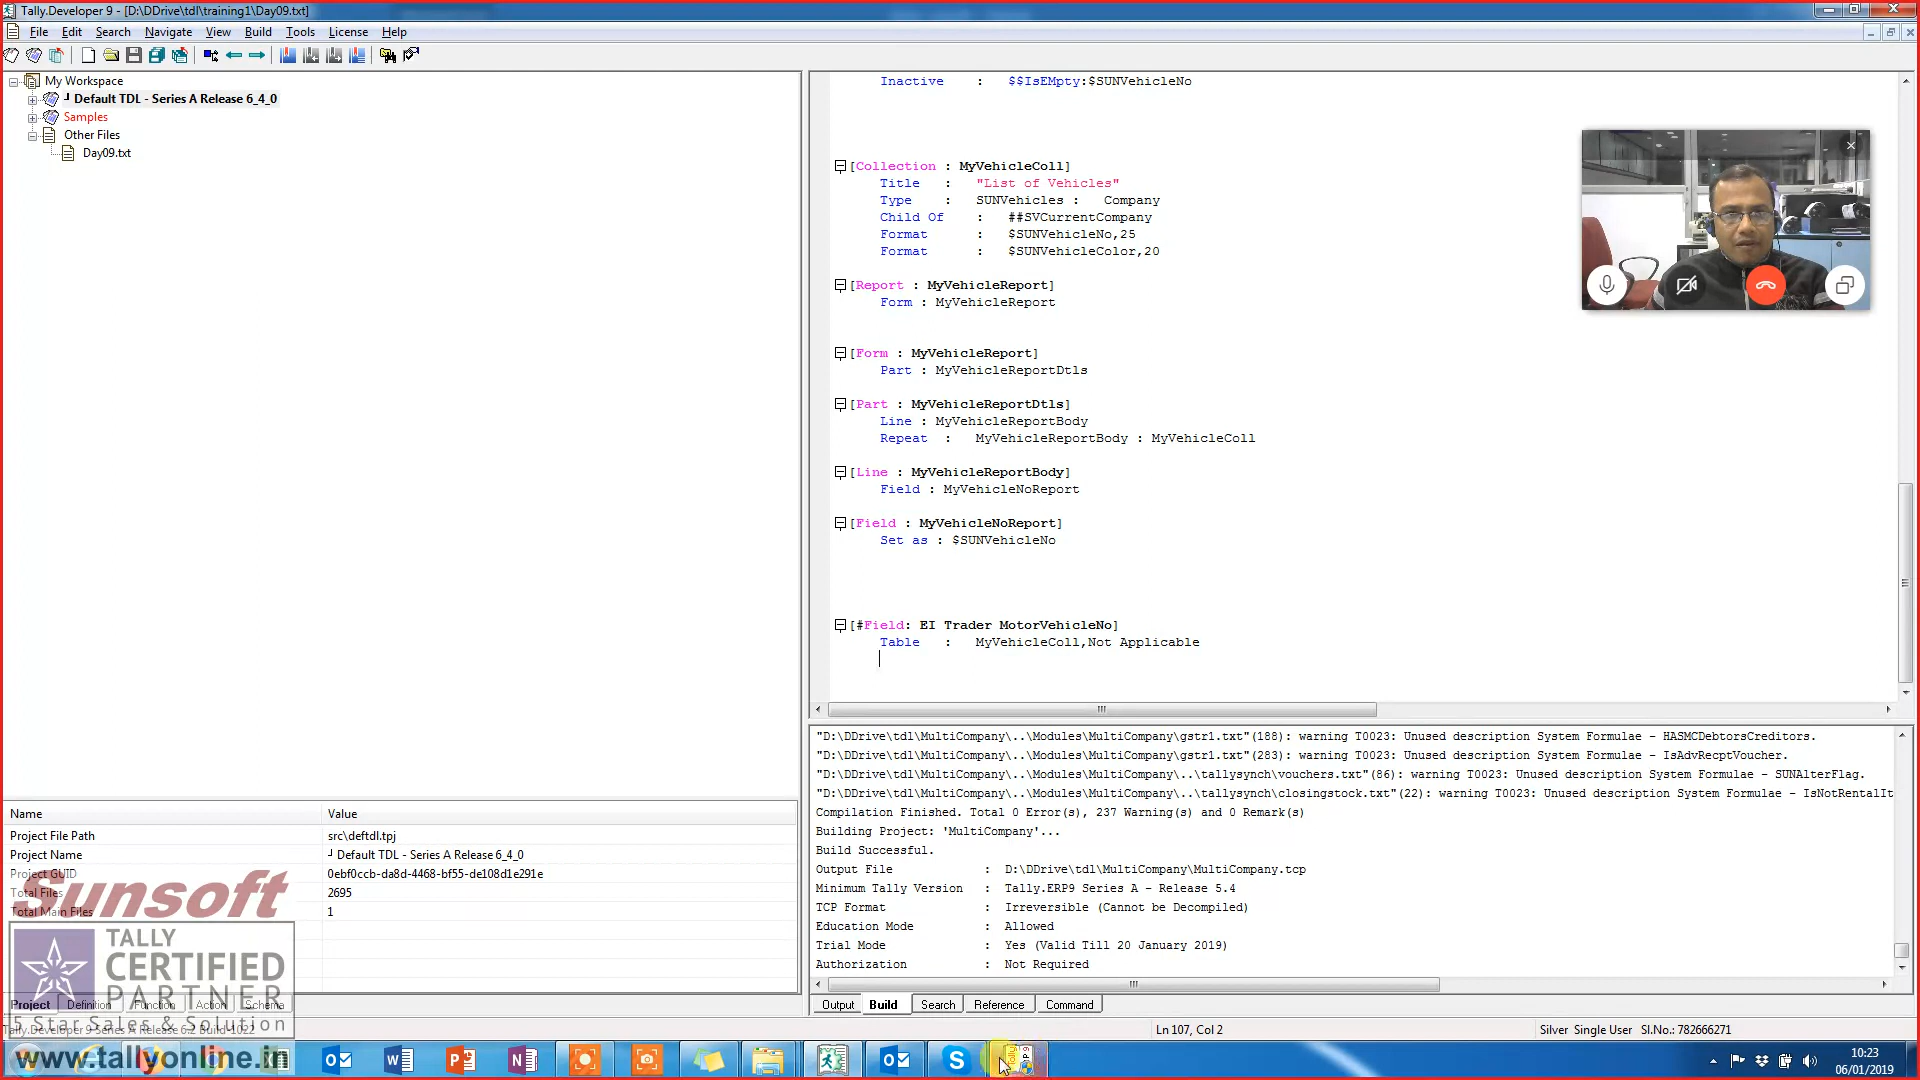 Tally.Developer 9 - [D:\DDrive\tdl\training1\Day09.txt]
File Edit Search Navigate View Build Tools License Help
My Workspace
Default TDL - Series A Release 6_4_0
Samples
Other Files
Day09.txt
Inactive : $$IsEMpty:$SUNVehicleNo
[Collection : MyVehicleColl]
Title : "List of Vehicles"
Type : SUNVehicles : Company
Child Of : ##SVCurrentCompany
Format : $SUNVehicleNo,25
Format : $SUNVehicleColor,20
[Report : MyVehicleReport]
Form : MyVehicleReport
[Form : MyVehicleReport]
Part : MyVehicleReportDtls
[Part : MyVehicleReportDtls]
Line : MyVehicleReportBody
Repeat : MyVehicleReportBody : MyVehicleColl
[Line : MyVehicleReportBody]
Field : MyVehicleNoReport
[Field : MyVehicleNoReport]
Set as : $SUNVehicleNo
[#Field: EI Trader MotorVehicleNo]
Table : MyVehicleColl,Not Applicable
"D:\DDrive\tdl\MultiCompany\..\Modules\MultiCompany\gstr1.txt"(188): warning T0023: Unused description System Formulae - HASMCDebtorsCreditors.
"D:\DDrive\tdl\MultiCompany\..\Modules\MultiCompany\gstr1.txt"(283): warning T0023: Unused description System Formulae - IsAdvRecptVoucher.
"D:\DDrive\tdl\MultiCompany\..\Modules\MultiCompany\..\tallysynch\vouchers.txt"(86): warning T0023: Unused description System Formulae - SUNAlterFlag.
"D:\DDrive\tdl\MultiCompany\..\Modules\MultiCompany\..\tallysynch\closingstock.txt"(22): warning T0023: Unused description System Formulae - IsNotRentalIt
Compilation Finished. Total 0 Error(s), 237 Warning(s) and 0 Remark(s)
Building Project: 'MultiCompany'...
Build Successful.
Output File : D:\DDrive\tdl\MultiCompany\MultiCompany.tcp
Minimum Tally Version : Tally.ERP9 Series A - Release 5.4
TCP Format : Irreversible (Cannot be Decompiled)
Education Mode : Allowed
Trial Mode : Yes (Valid Till 20 January 2019)
Authorization : Not Required
Output Build Search Reference Command
Name Value
Project File Path src\deftdl.tpj
Project Name Default TDL - Series A Release 6_4_0
Project GUID 0ebf0ccb-da8d-4468-bf55-de108d1e291e
Total Files 2695
Total Main Files 1
Sunsoft
TALLY
CERTIFIED
PARTNER
5 Star Sales & Solution
Project Definition Function Action Schema
Tally.Developer 9 Series A Release 6.2 Build-1022
Ln 107, Col 2
Silver Single User Sl.No.: 782666271
www.tallyonline.in
10:23
06/01/2019